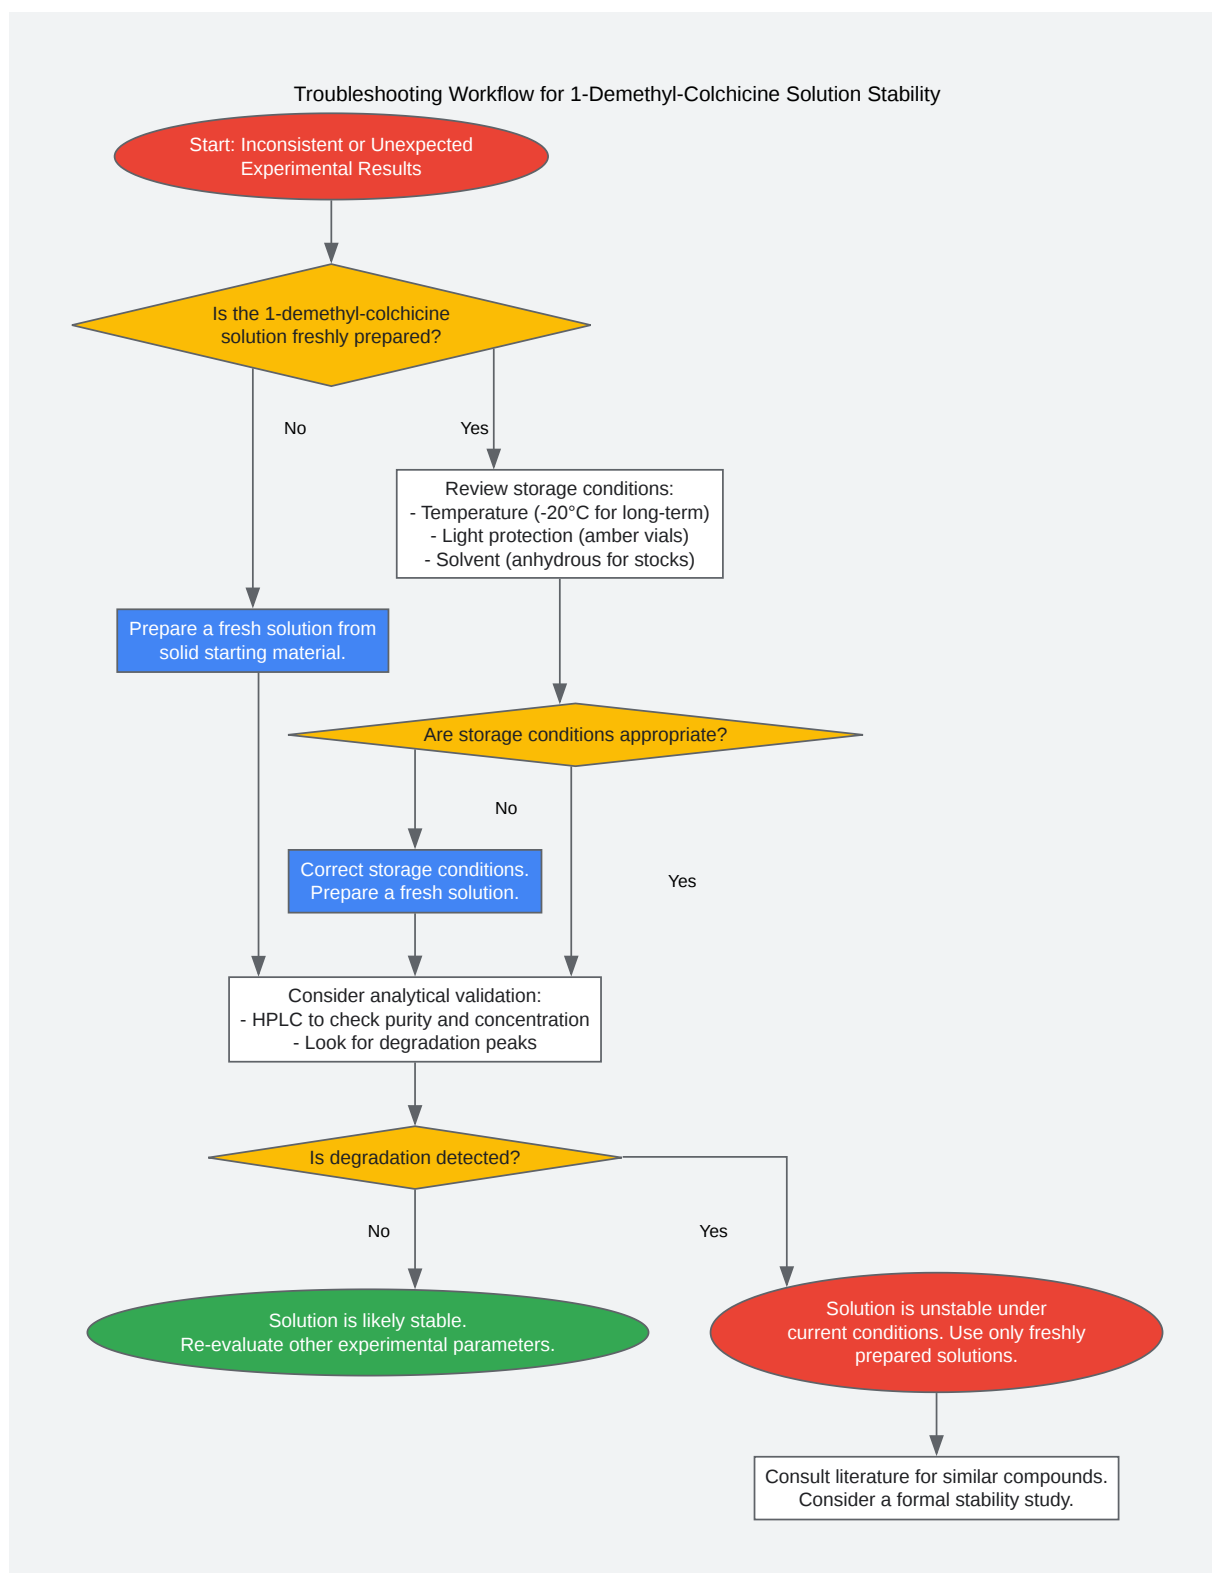 Troubleshooting Workflow for 1-Demethyl-Colchicine Solution Stability
Start: Inconsistent or Unexpected
Experimental Results
Is the 1-demethyl-colchicine
solution freshly prepared?
No
Yes
Review storage conditions:
- Temperature (-20°C for long-term)
- Light protection (amber vials)
- Solvent (anhydrous for stocks)
Prepare a fresh solution from
solid starting material.
Are storage conditions appropriate?
No
Yes
Correct storage conditions.
Prepare a fresh solution.
Consider analytical validation:
- HPLC to check purity and concentration
- Look for degradation peaks
Is degradation detected?
No
Yes
Solution is likely stable.
Re-evaluate other experimental parameters.
Solution is unstable under
current conditions. Use only freshly
prepared solutions.
Consult literature for similar compounds.
Consider a formal stability study.